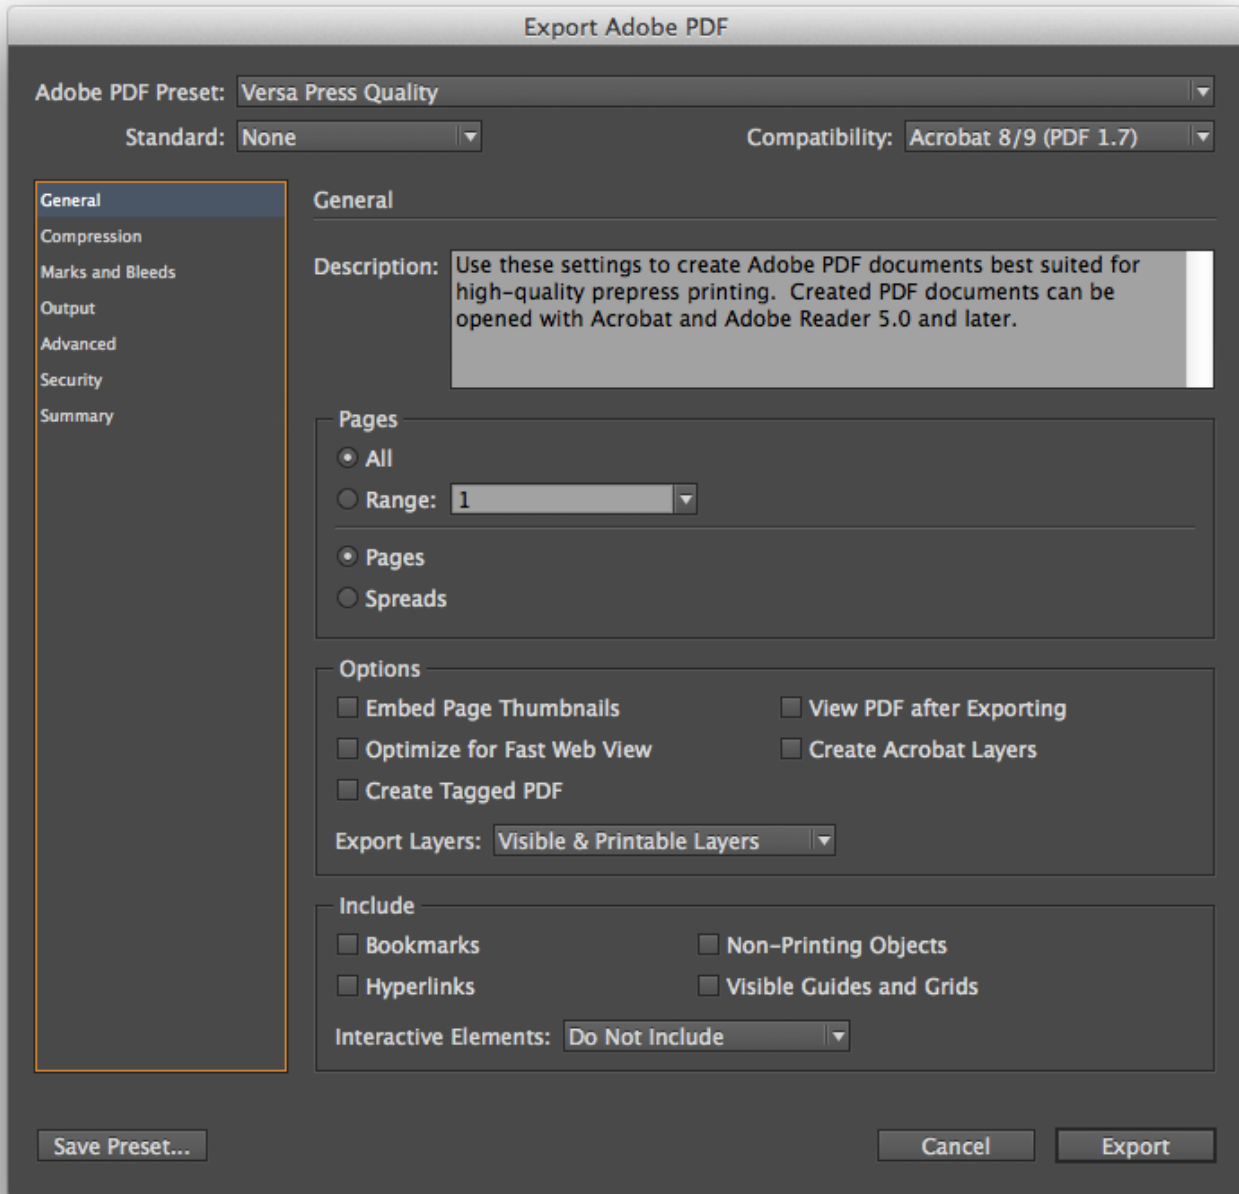 Export Adobe PDF
Adobe PDF Preset: Versa Press Quality
Standard: None Compatibility: Acrobat 8/9 (PDF 1.7)
General
Compression
Marks and Bleeds
Output
Advanced
Security
Summary
General
Description: Use these settings to create Adobe PDF documents best suited for
high-quality prepress printing. Created PDF documents can be
opened with Acrobat and Adobe Reader 5.0 and later.
Pages
All
Range: 1
Pages
Spreads
Options
Embed Page Thumbnails View PDF after Exporting
Optimize for Fast Web View Create Acrobat Layers
Create Tagged PDF
Export Layers: Visible & Printable Layers
Include
Bookmarks Non-Printing Objects
Hyperlinks Visible Guides and Grids
Interactive Elements: Do Not Include
Save Preset... Cancel Export